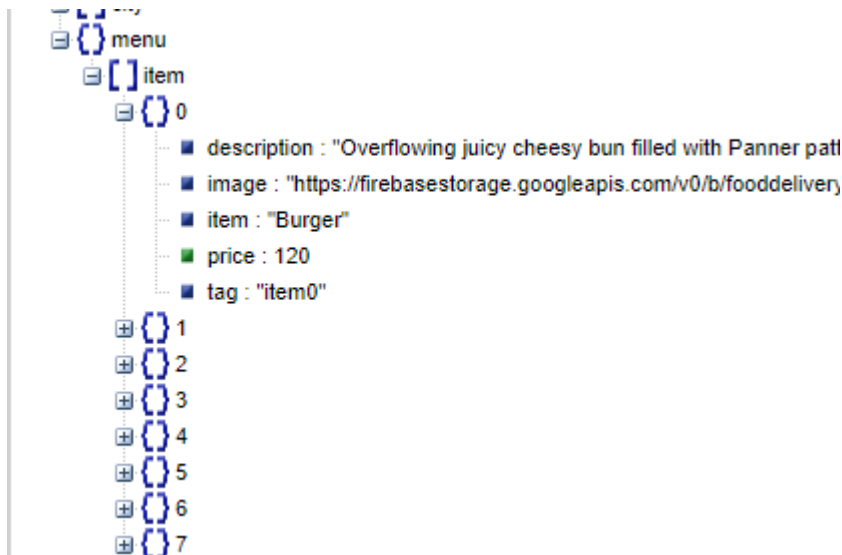 menu
item
0
description : "Overflowing juicy cheesy bun filled with Panner
image : "https://firebasestorage.googleapis.com/v0/b/fooddelivery
item : "Burger"
price : 120
tag : "item0"
1
2
3
4
5
6
7